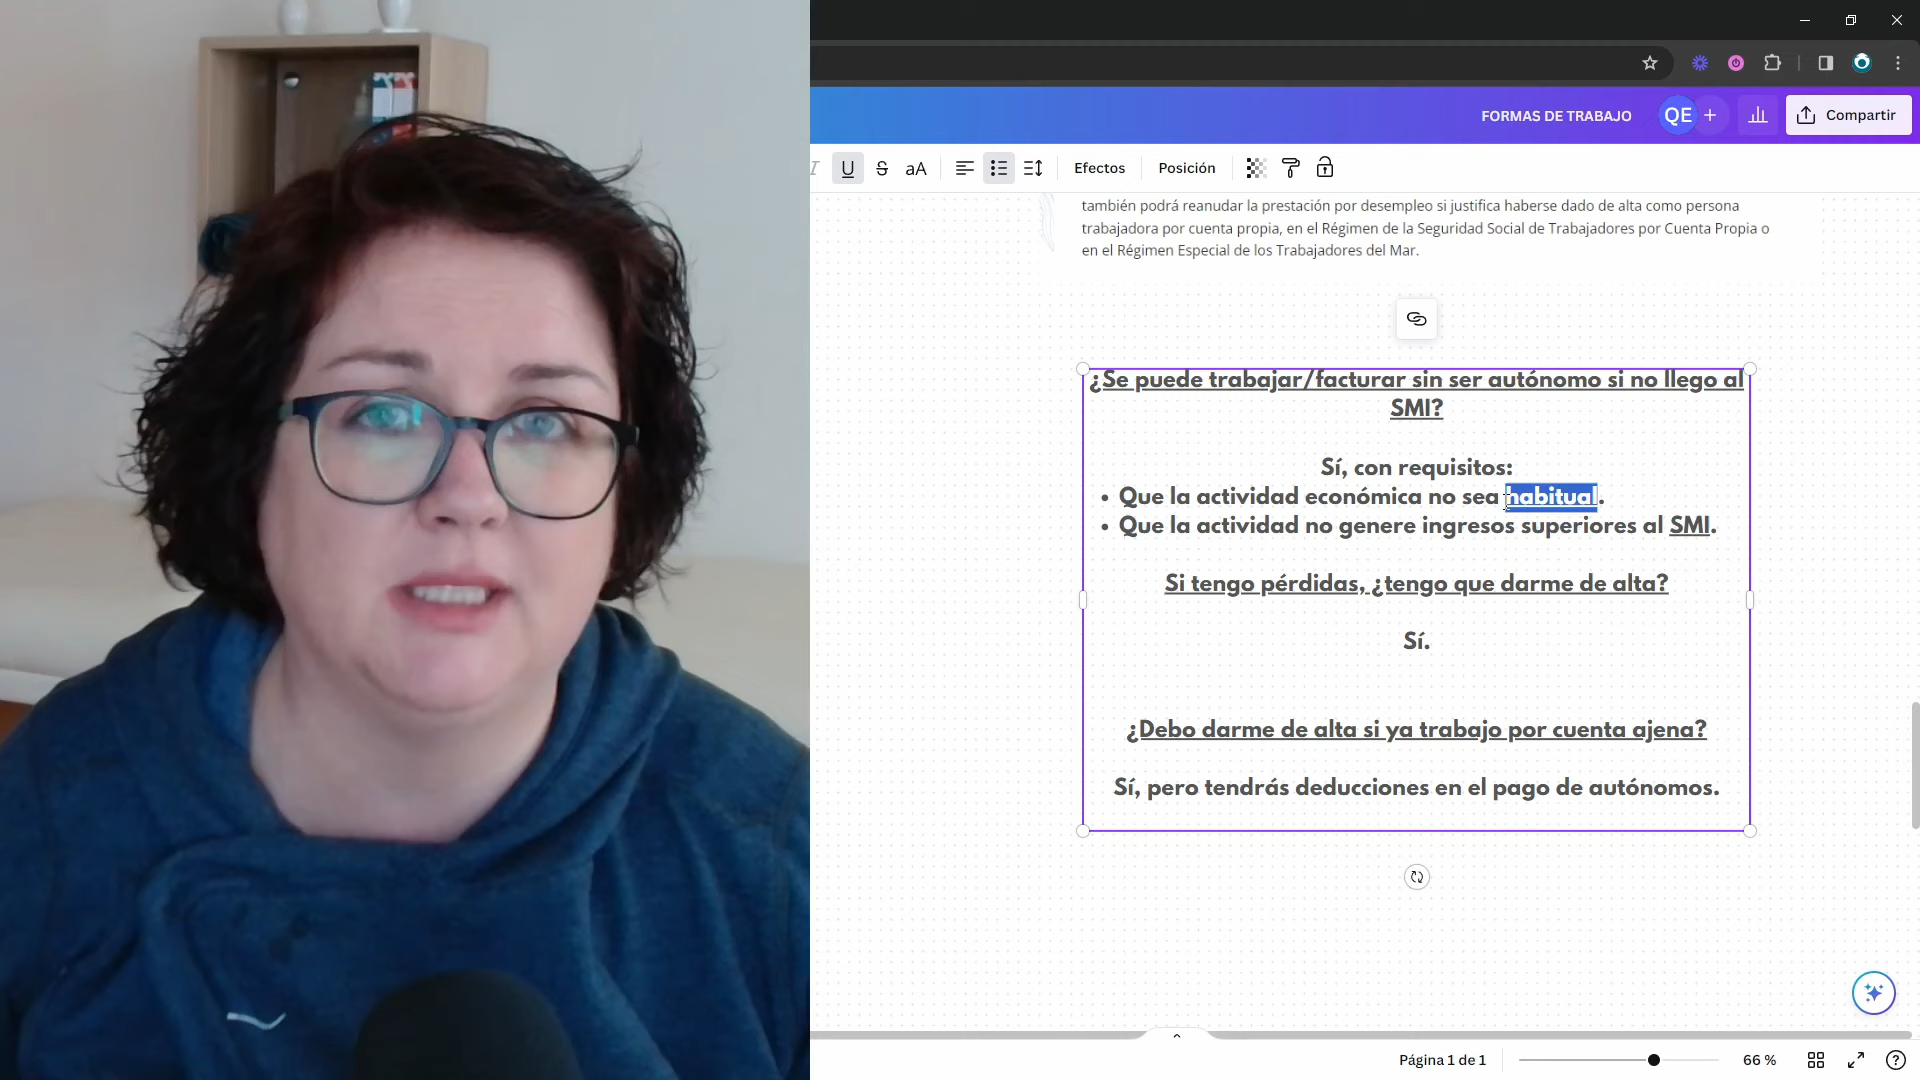 FORMAS DE TRABAJO
QE
+
Compartir
U
S
aA
Efectos
Posición
también podrá reanudar la prestación por desempleo si justifica haberse dado de alta como persona
trabajadora por cuenta propia, en el Régimen de la Seguridad Social de Trabajadores por Cuenta Propia o
en el Régimen Especial de los Trabajadores del Mar.
¿Se puede trabajar/facturar sin ser autónomo si no llego al
SMI?
Sí, con requisitos:
• Que la actividad económica no sea habitual.
• Que la actividad no genere ingresos superiores al SMI.
Si tengo pérdidas, ¿tengo que darme de alta?
Sí.
¿Debo darme de alta si ya trabajo por cuenta ajena?
Sí, pero tendrás deducciones en el pago de autónomos.
Página 1 de 1
66 %